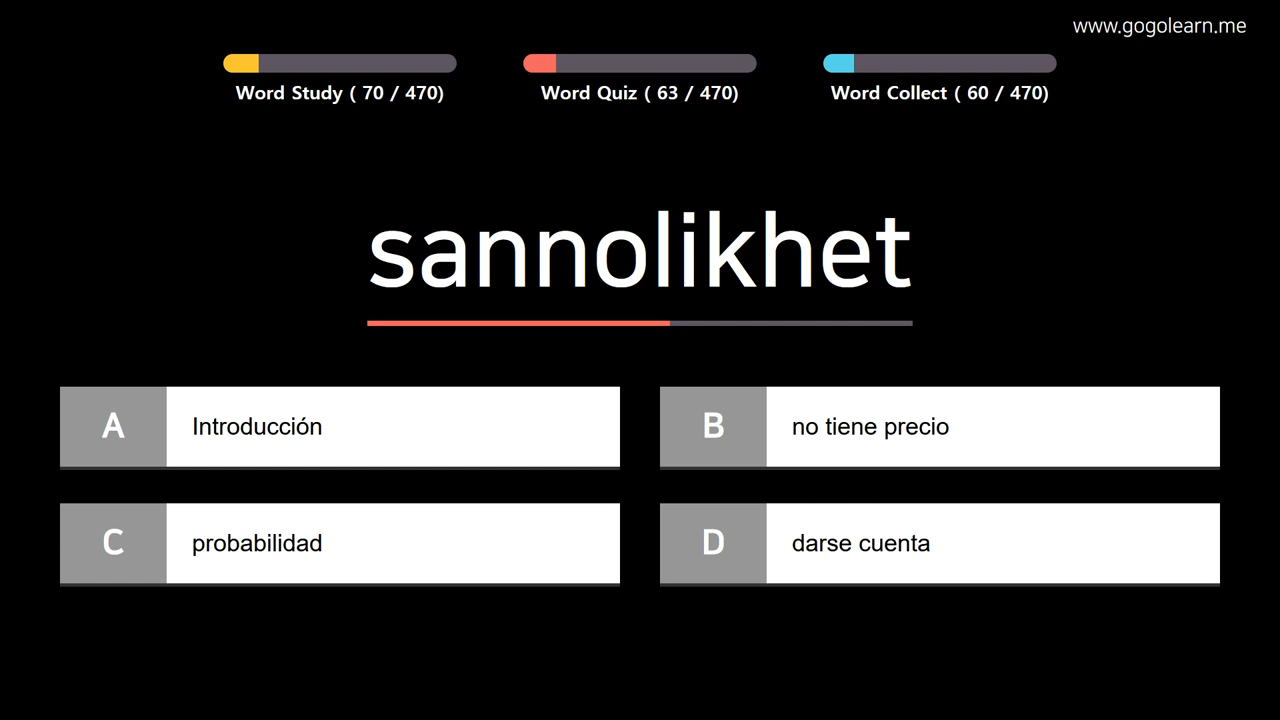 www.gogolearn.me
Word Study ( 70 / 470)
Word Quiz ( 63 / 470)
Word Collect ( 60 / 470)
sannolikhet
A
Introducción
B
no tiene precio
C
probabilidad
D
darse cuenta